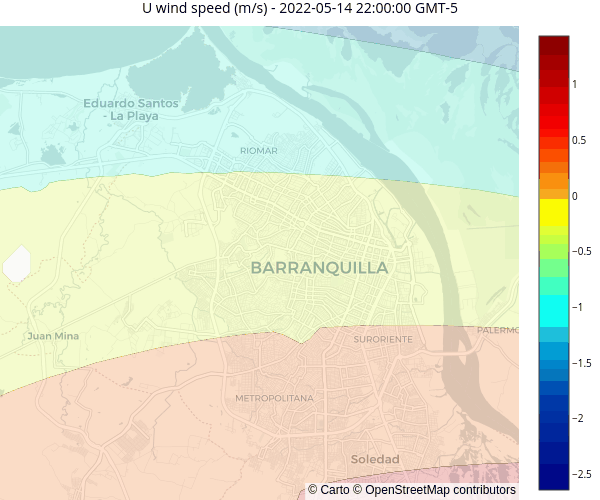 U wind speed (m/s) - 2022-05-14 22:00:00 GMT-5
Eduardo Santos
- La Playa
RIOMAR
BARRANQUILLA
Juan Mina
PALERMO
SURORIENTE
METROPOLITANA
Soledad
© Carto © OpenStreetMap contributors
1
0.5
0
−0.5
−1
−1.5
−2
−2.5